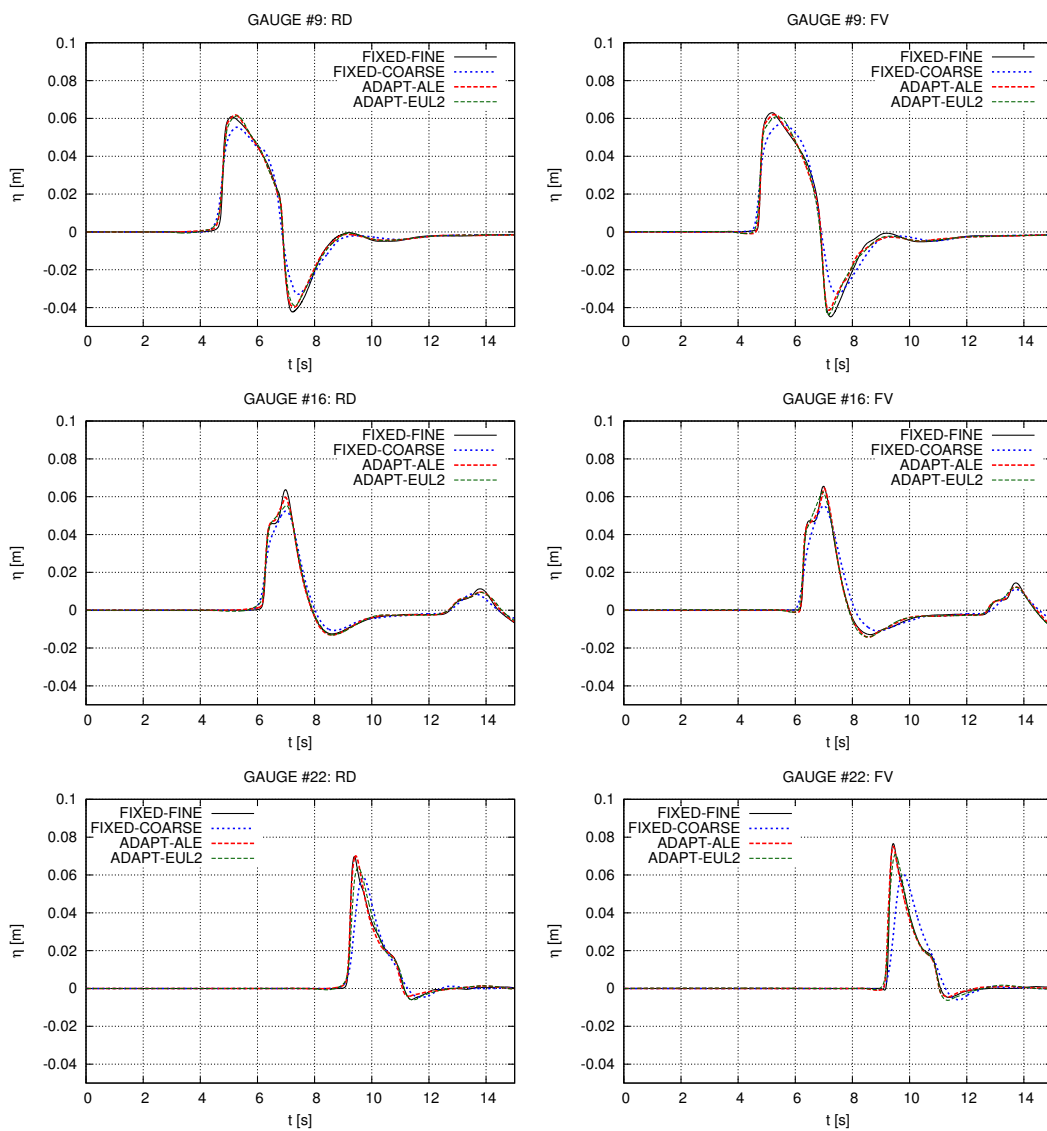 GAUGE #9: RD
0.1
0.08
0.06
0.04
0.02
0
-0.02
-0.04
η [m]
FIXED-FINE
FIXED-COARSE
ADAPT-ALE
ADAPT-EUL2
0 2 4 6 8 10 12 14
t [s]
GAUGE #9: FV
0.1
0.08
0.06
0.04
0.02
0
-0.02
-0.04
η [m]
FIXED-FINE
FIXED-COARSE
ADAPT-ALE
ADAPT-EUL2
0 2 4 6 8 10 12 14
t [s]
GAUGE #16: RD
0.1
0.08
0.06
0.04
0.02
0
-0.02
-0.04
η [m]
FIXED-FINE
FIXED-COARSE
ADAPT-ALE
ADAPT-EUL2
0 2 4 6 8 10 12 14
t [s]
GAUGE #16: FV
0.1
0.08
0.06
0.04
0.02
0
-0.02
-0.04
η [m]
FIXED-FINE
FIXED-COARSE
ADAPT-ALE
ADAPT-EUL2
0 2 4 6 8 10 12 14
t [s]
GAUGE #22: RD
0.1
0.08
0.06
0.04
0.02
0
-0.02
-0.04
η [m]
FIXED-FINE
FIXED-COARSE
ADAPT-ALE
ADAPT-EUL2
0 2 4 6 8 10 12 14
t [s]
GAUGE #22: FV
0.1
0.08
0.06
0.04
0.02
0
-0.02
-0.04
η [m]
FIXED-FINE
FIXED-COARSE
ADAPT-ALE
ADAPT-EUL2
0 2 4 6 8 10 12 14
t [s]